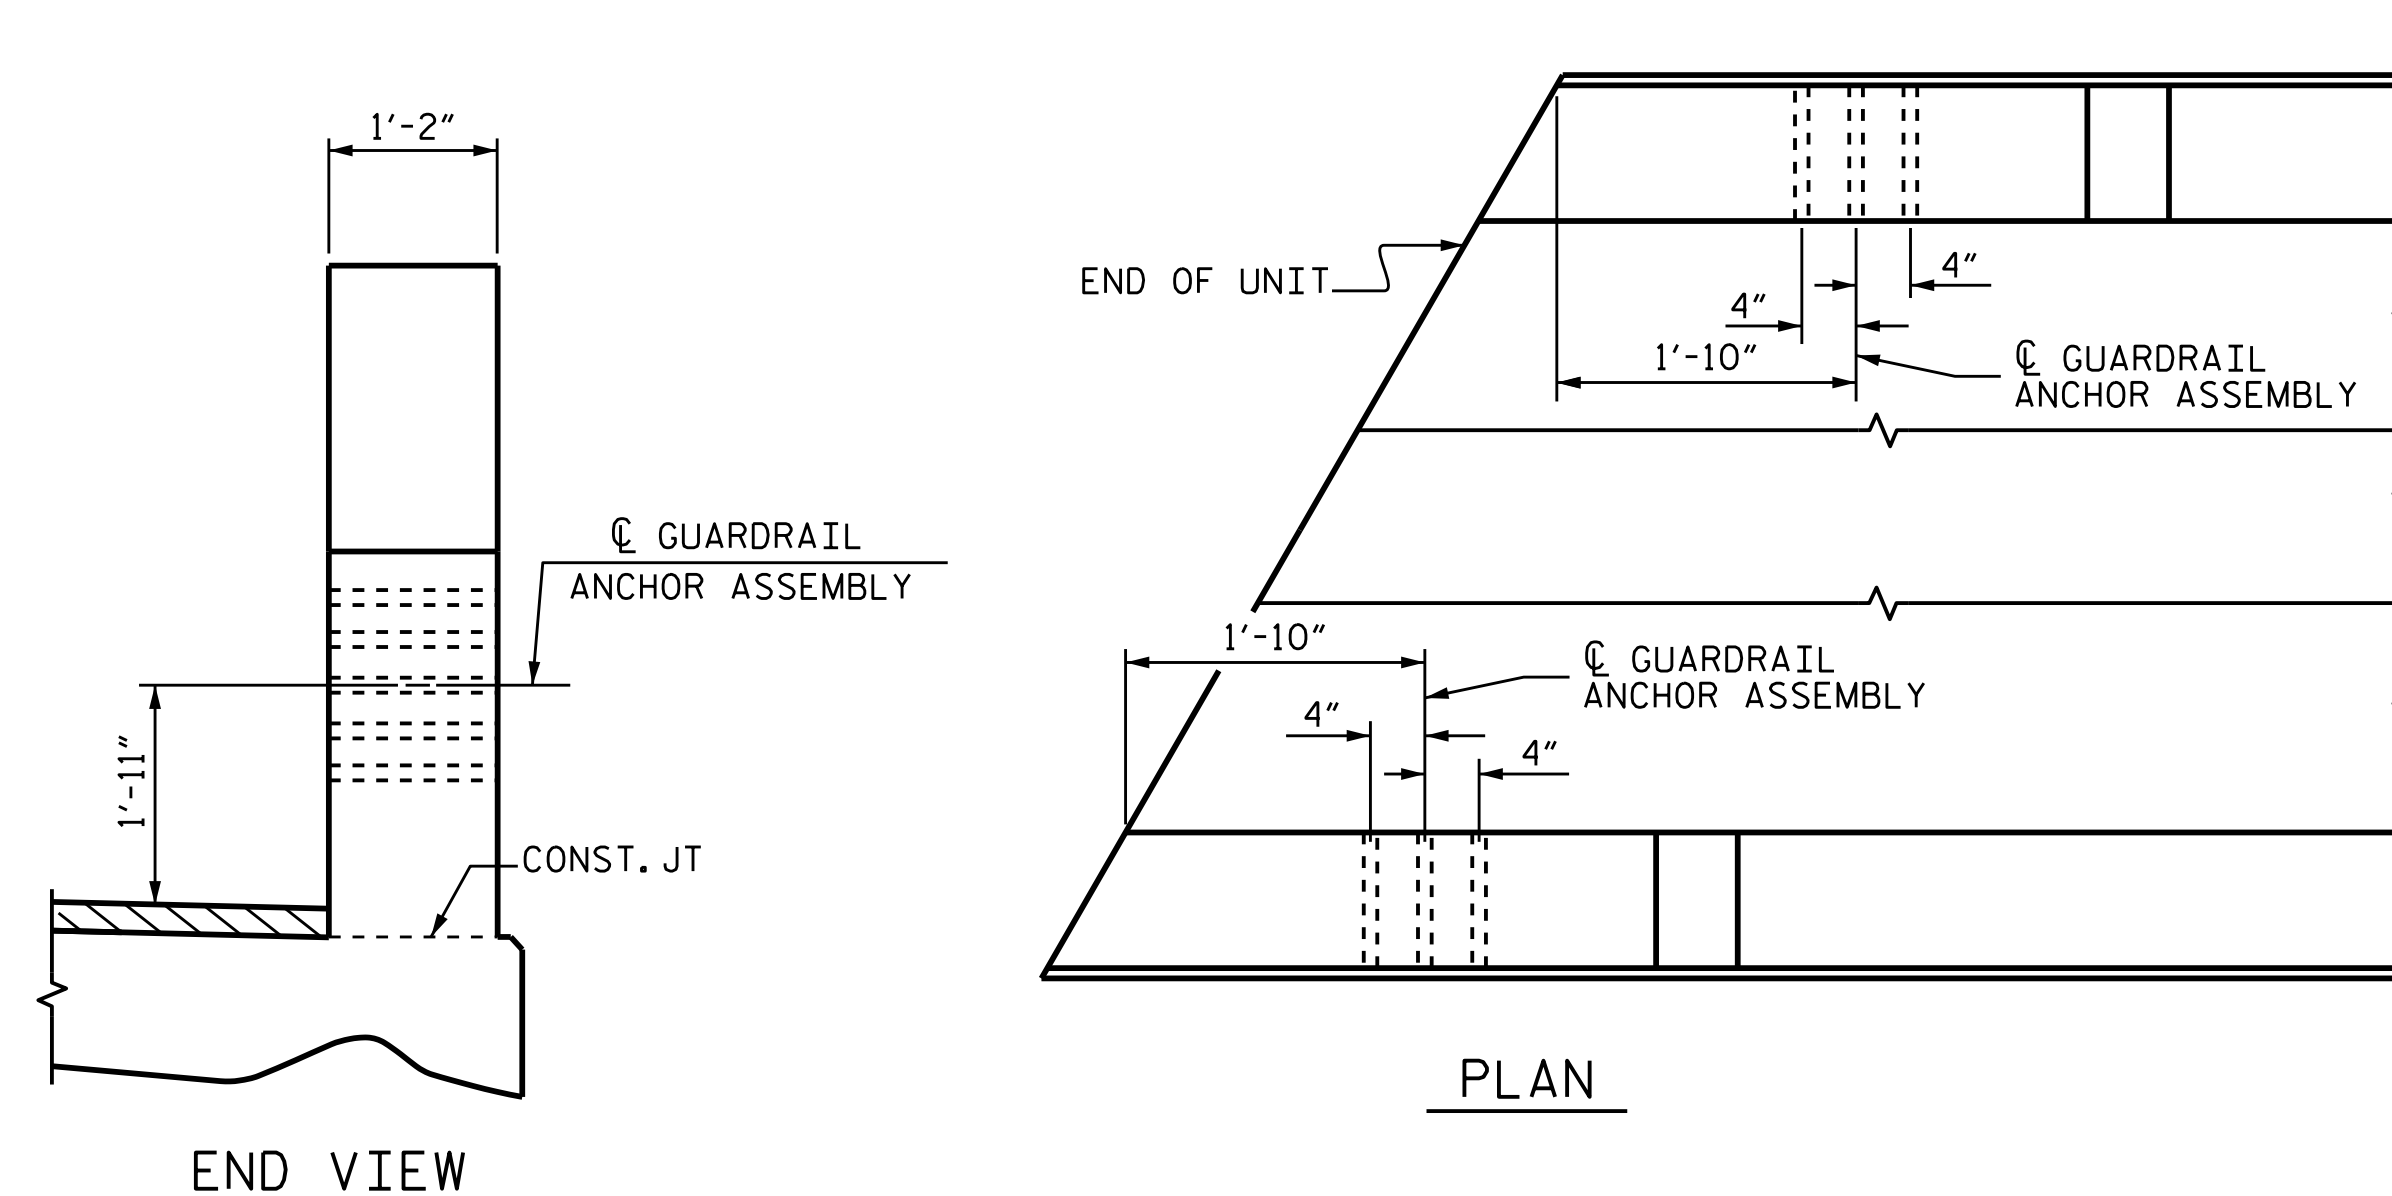 1'-2"
℄ GUARDRAIL
ANCHOR ASSEMBLY
1'-11"
CONST. JT
END VIEW
END OF UNIT
4"
4"
1'-10"
℄ GUARDRAIL
ANCHOR ASSEMBLY
1'-10"
℄ GUARDRAIL
ANCHOR ASSEMBLY
4"
4"
PLAN